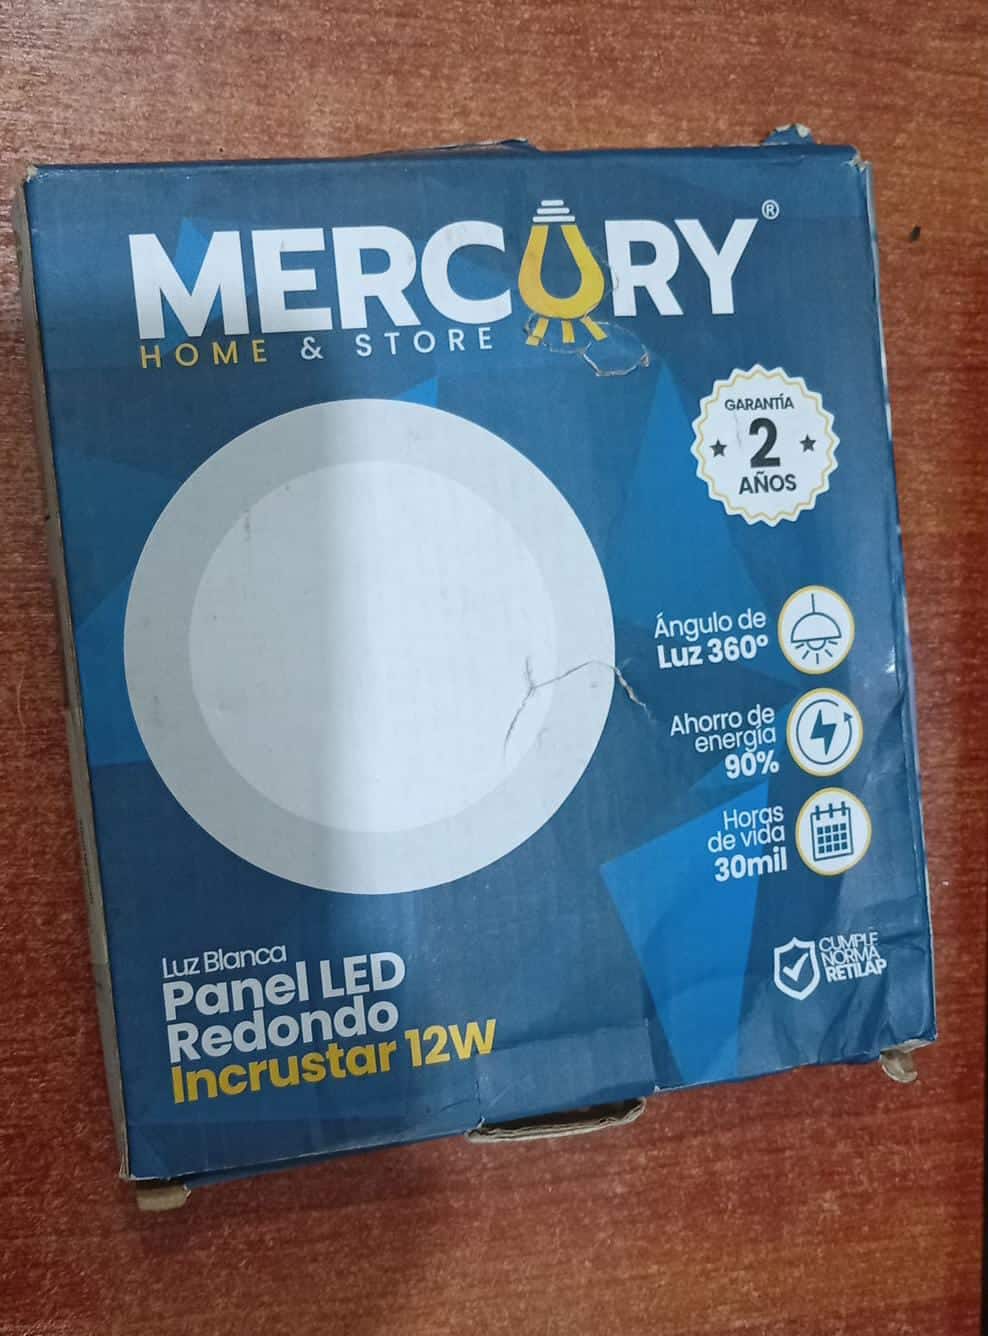 MERCURY®
HOME & STORE
GARANTÍA
2
AÑOS
Ángulo de
Luz 360°
Ahorro de
energía
90%
Horas
de vida
30mil
Luz Blanca
Panel LED
Redondo
Incrustar 12W
CUMPLE
NORMA
RETILAP